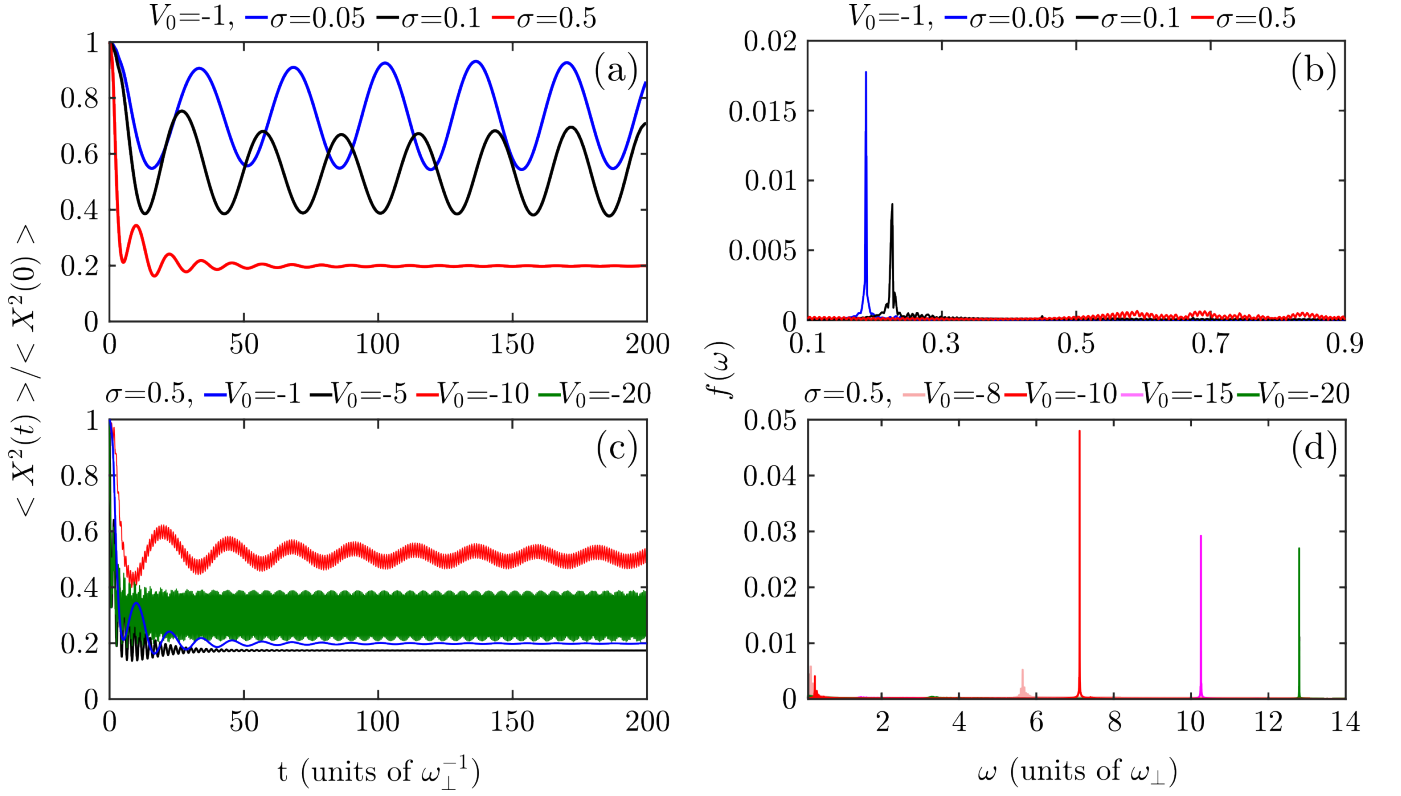 V₀=-1, σ=0.05 σ=0.1 σ=0.5
(a)
1
0.8
0.6
0.4
0.2
0
0 50 100 150 200
V₀=-1, σ=0.05 σ=0.1 σ=0.5
(b)
0.02
0.015
0.01
0.005
0
0.1 0.3 0.5 0.7 0.9
σ=0.5, V₀=-1 V₀=-5 V₀=-10 V₀=-20
(c)
1
0.8
0.6
0.4
0.2
0
0 50 100 150 200
t (units of ω⊥⁻¹)
< X²(t) >/< X²(0) >
σ=0.5, V₀=-8 V₀=-10 V₀=-15 V₀=-20
(d)
0.05
0.04
0.03
0.02
0.01
0
2 4 6 8 10 12 14
ω (units of ω⊥)
f(ω)